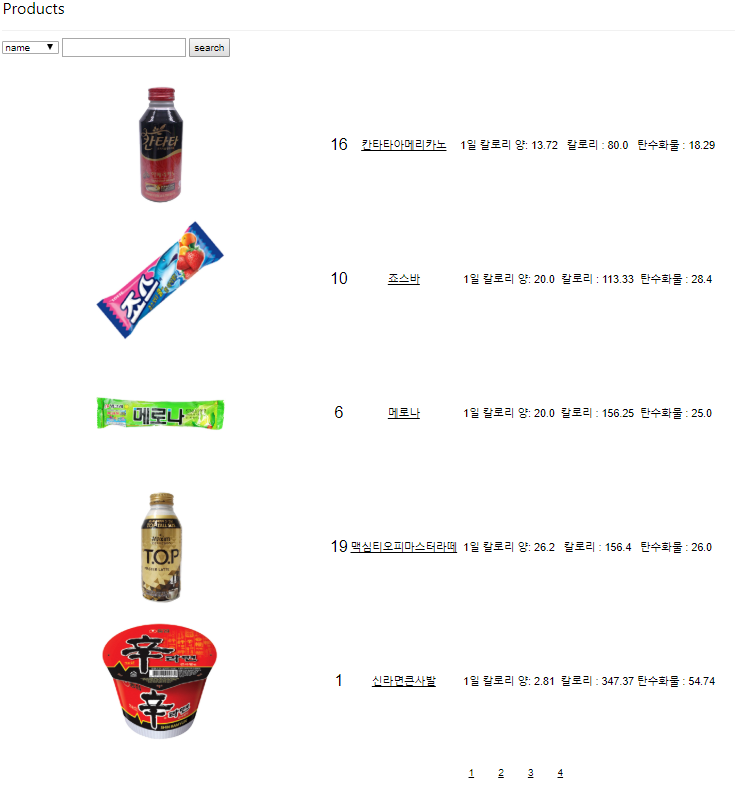 Products
name ▼ search
칸타타
16 칸타타아메리카노 1일 칼로리 양: 13.72 칼로리 : 80.0 탄수화물 : 18.29
죠스
10 죠스바 1일 칼로리 양: 20.0 칼로리 : 113.33 탄수화물 : 28.4
메로나
6 메로나 1일 칼로리 양: 20.0 칼로리 : 156.25 탄수화물 : 25.0
T.O.P
19 맥심티오피마스터라떼 1일 칼로리 양: 26.2 칼로리 : 156.4 탄수화물 : 26.0
辛라면
辛라면
1 신라면큰사발 1일 칼로리 양: 2.81 칼로리 : 347.37 탄수화물 : 54.74
1 2 3 4